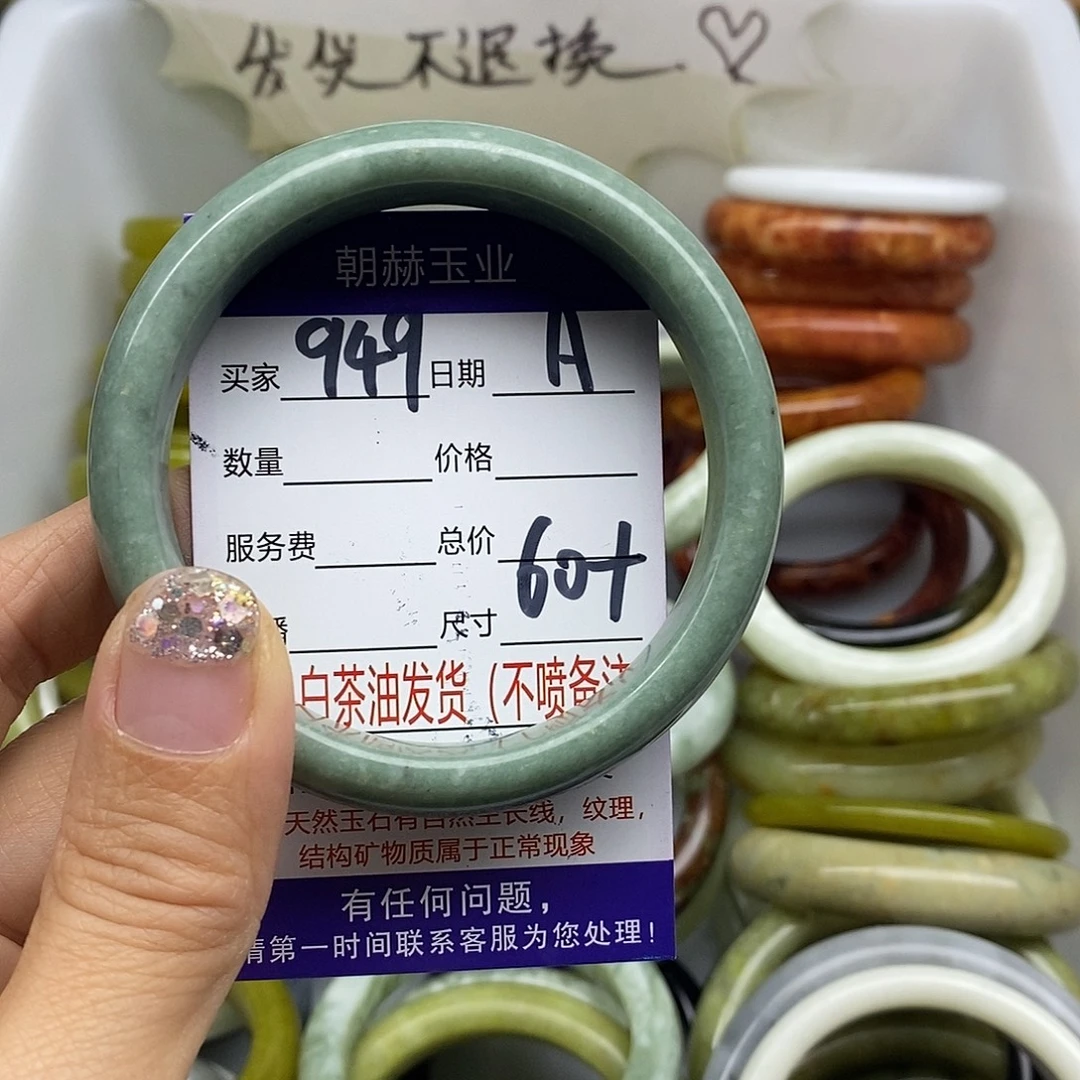 发货不退换.
朝赫玉业
买家 949 日期 A
数量 价格
服务费 总价
60+
播 尺寸
白茶油发货（不喷备注
天然玉石有自然生长线，纹理，
结构矿物质属于正常现象
有任何问题，
请第一时间联系客服为您处理！